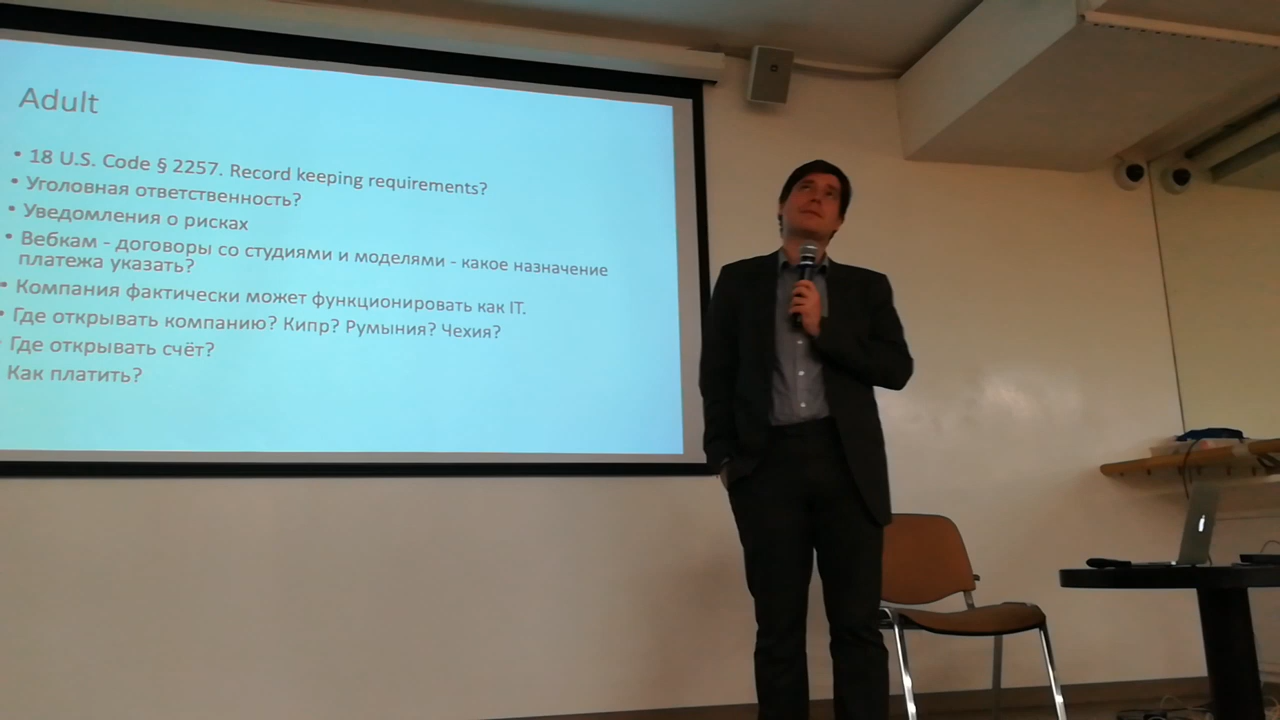 Adult
• 18 U.S. Code § 2257. Record keeping requirements?
• Уголовная ответственность?
• Уведомления о рисках
• Вебкам - договоры со студиями и моделями - какое назначение
платежа указать?
• Компания фактически может функционировать как IT.
• Где открывать компанию? Кипр? Румыния? Чехия?
• Где открывать счёт?
Как платить?